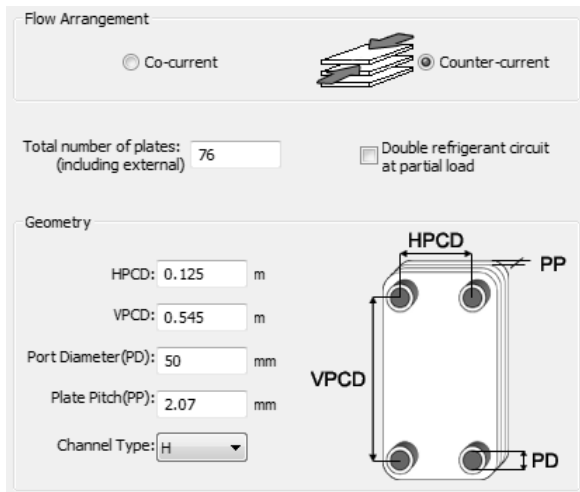 Flow Arrangement
Co-current
Counter-current
Total number of plates: 76
(including external)
Double refrigerant circuit
at partial load
Geometry
HPCD: 0.125 m
VPCD: 0.545 m
Port Diameter(PD): 50 mm
Plate Pitch(PP): 2.07 mm
Channel Type: H
HPCD
PP
VPCD
PD